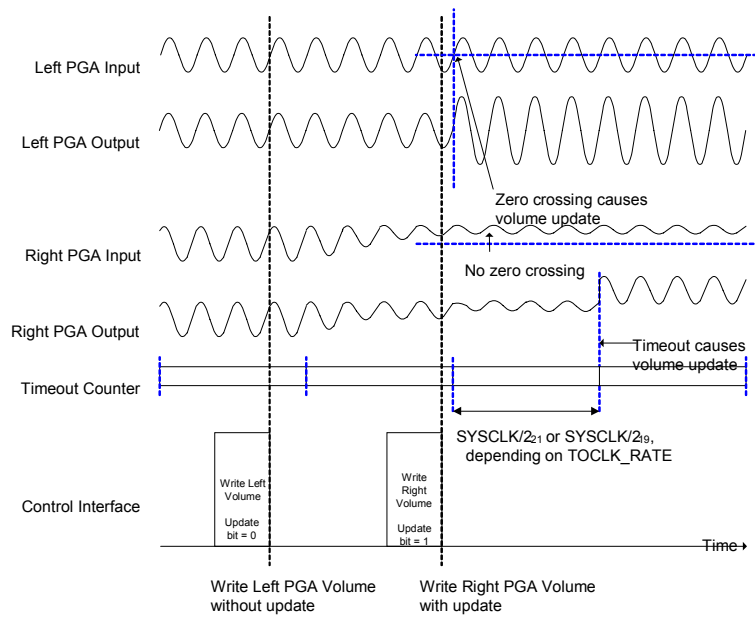 Left PGA Input
Left PGA Output
Zero crossing causes
volume update
Right PGA Input
No zero crossing
Right PGA Output
Timeout causes
volume update
Timeout Counter
SYSCLK/2₂₁ or SYSCLK/2₁₉,
depending on TOCLK_RATE
Control Interface
Write Left
Volume
Update
bit = 0
Write
Right
Volume
Update
bit = 1
Time
Write Left PGA Volume
without update
Write Right PGA Volume
with update